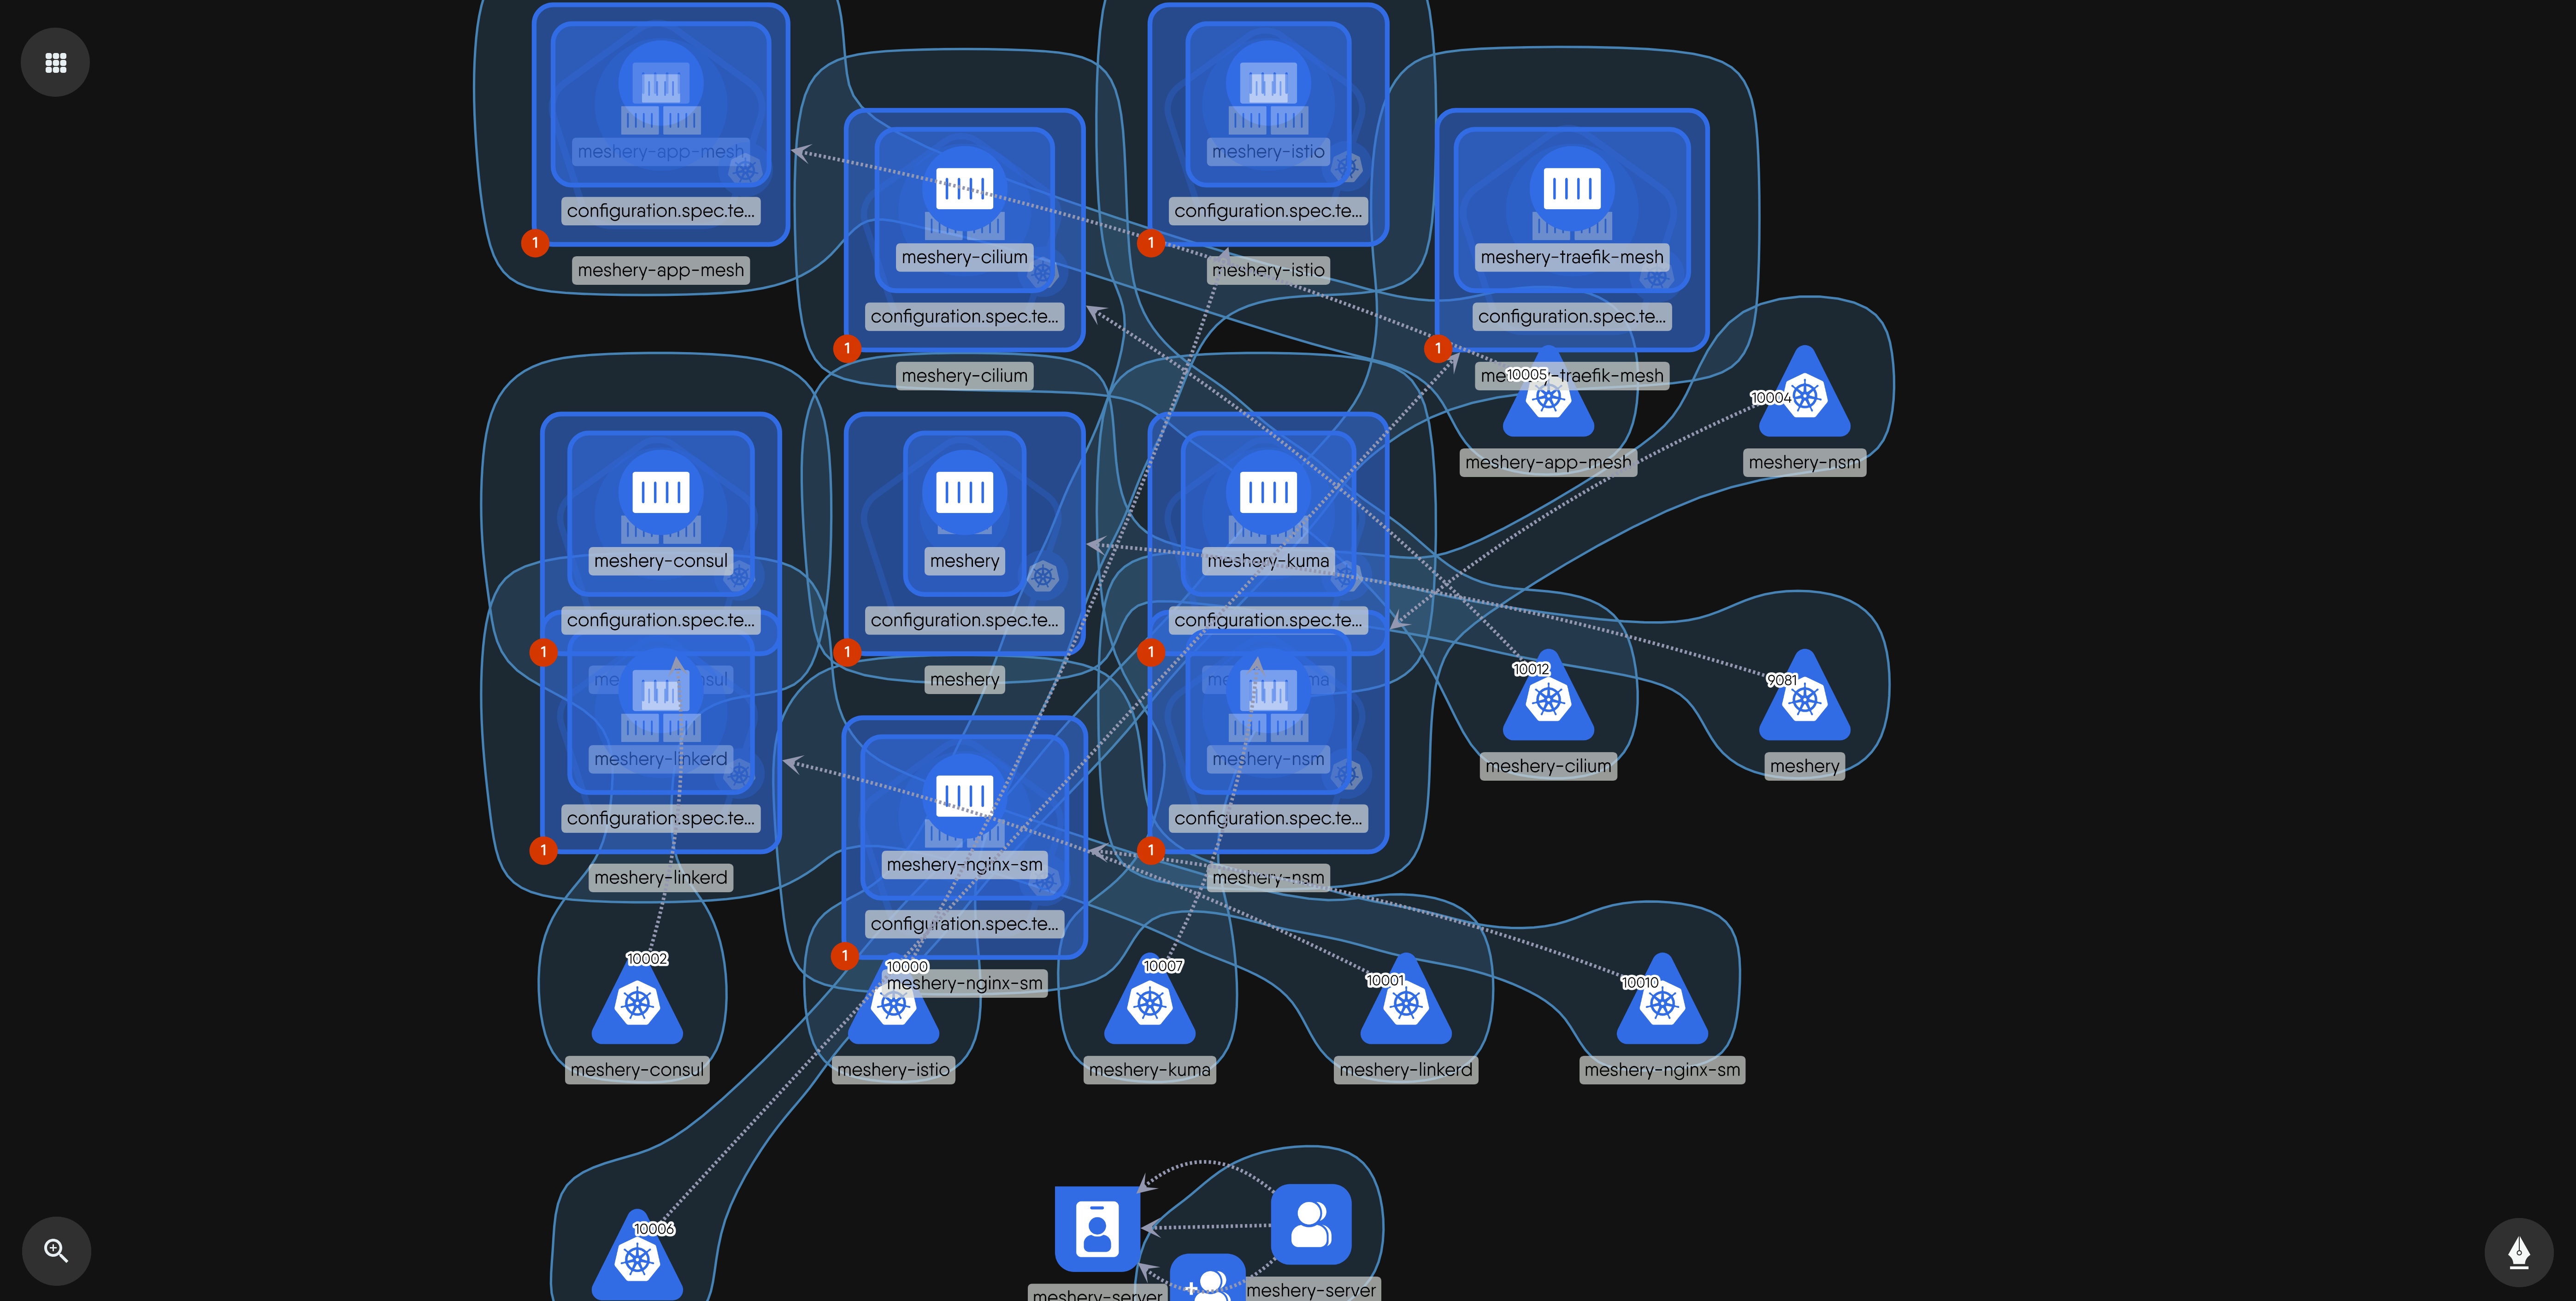 meshery-app-mesh
configuration.spec.te...
1
meshery-app-mesh
meshery-cilium
configuration.spec.te...
1
meshery-cilium
meshery-istio
configuration.spec.te...
1
meshery-istio
meshery-traefik-mesh
configuration.spec.te...
1
-traefik-mesh
10005
meshery-app-mesh
10004
meshery-nsm
meshery-consul
configuration.spec.te...
1
meshery
configuration.spec.te...
1
meshery
meshery-kuma
configuration.spec.te...
1
meshery-linkerd
configuration.spec.te...
1
meshery-linkerd
meshery-nginx-sm
configuration.spec.te...
1
meshery-nginx-sm
meshery-nsm
configuration.spec.te...
1
meshery-nsm
10012
meshery-cilium
9081
meshery
10002
meshery-consul
10000
meshery-istio
10007
meshery-kuma
10001
meshery-linkerd
10010
meshery-nginx-sm
10006
meshery-server
meshery-server